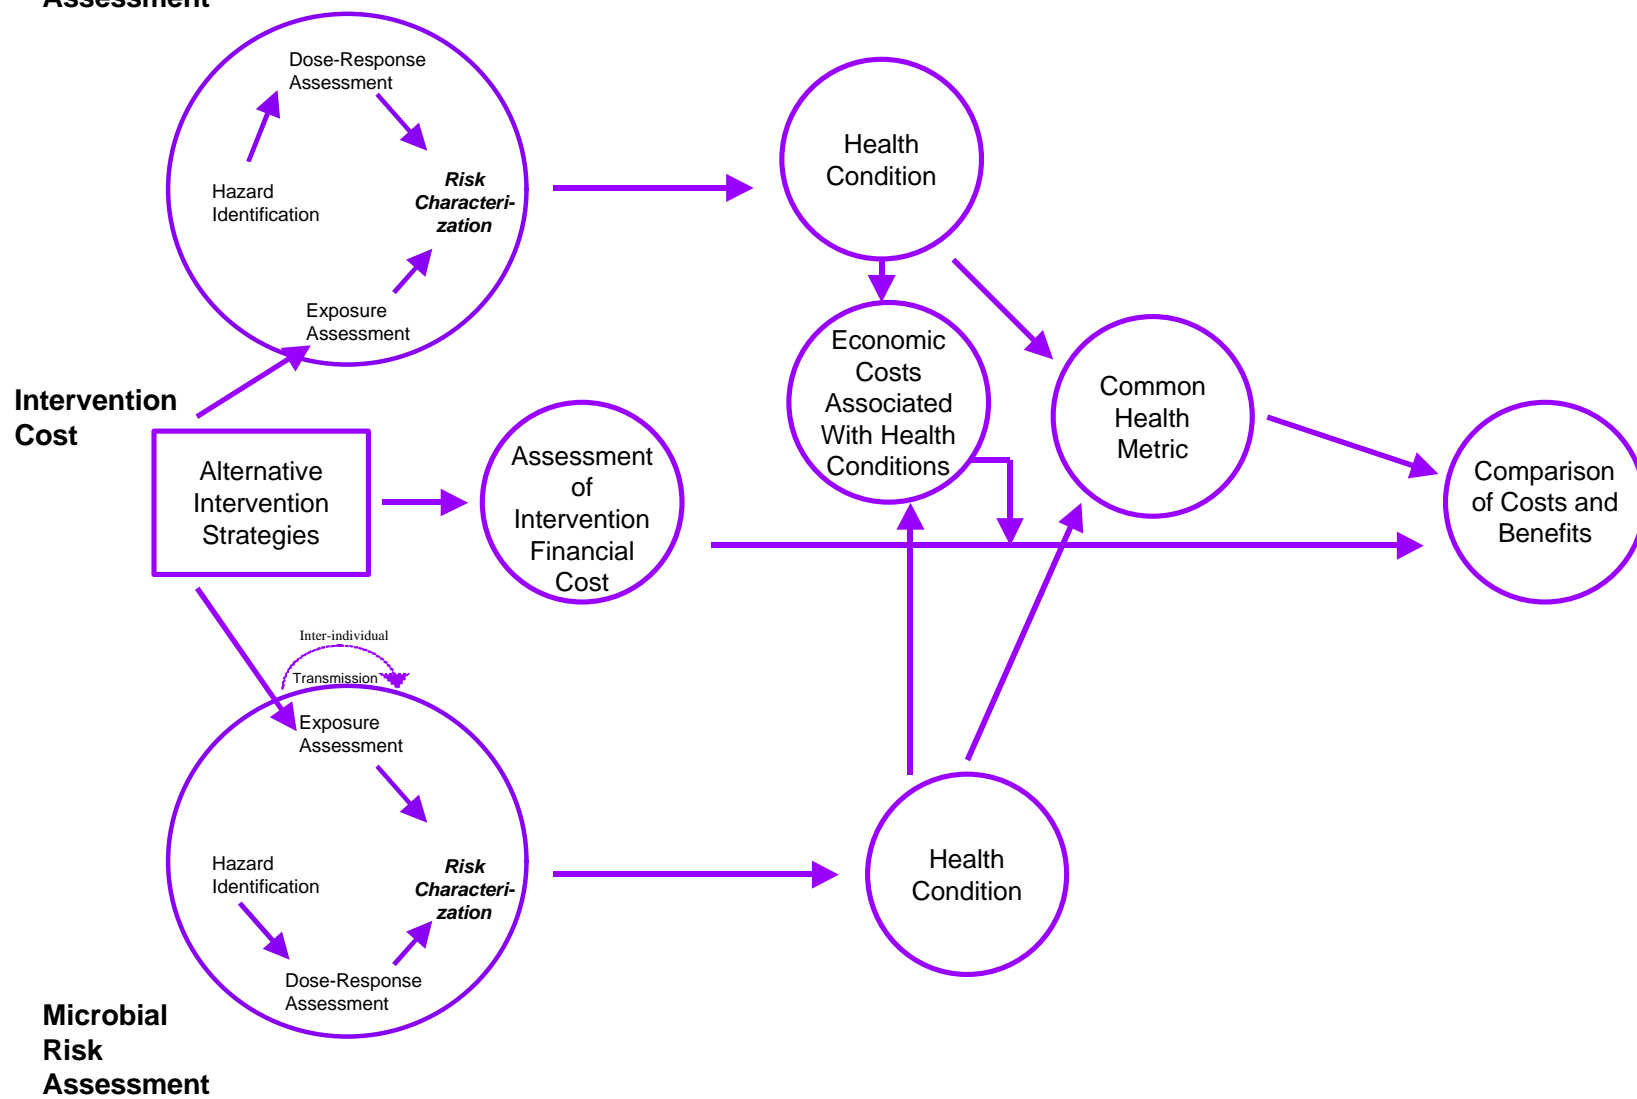 Assessment
Dose-Response
Assessment
Hazard
Identification
Risk
Characteri-
zation
Exposure
Assessment
Health
Condition
Economic
Costs
Associated
With Health
Conditions
Common
Health
Metric
Intervention
Cost
Alternative
Intervention
Strategies
Assessment
of
Intervention
Financial
Cost
Comparison
of Costs and
Benefits
Inter-individual
Transmission
Exposure
Assessment
Hazard
Identification
Risk
Characteri-
zation
Dose-Response
Assessment
Health
Condition
Microbial
Risk
Assessment